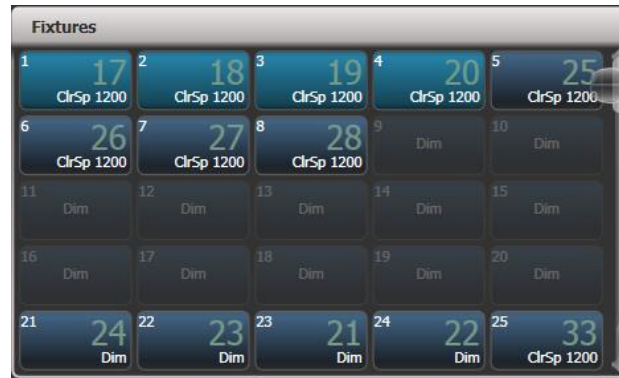 Fixtures
1 17 2 18 3 19 4 20 5 25
ClrSp 1200 ClrSp 1200 ClrSp 1200 ClrSp 1200 ClrSp 1200
6 26 7 27 8 28 9 10
ClrSp 1200 ClrSp 1200 ClrSp 1200 Dim Dim
11 12 13 14 15
Dim Dim Dim Dim Dim
16 17 18 19 20
Dim Dim Dim Dim Dim
21 24 22 23 23 21 24 22 25 33
Dim Dim Dim Dim ClrSp 1200